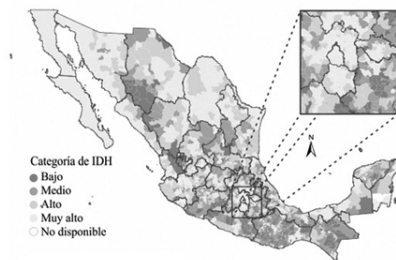 N
Categoría de IDH
Bajo
Medio
Alto
Muy alto
No disponible